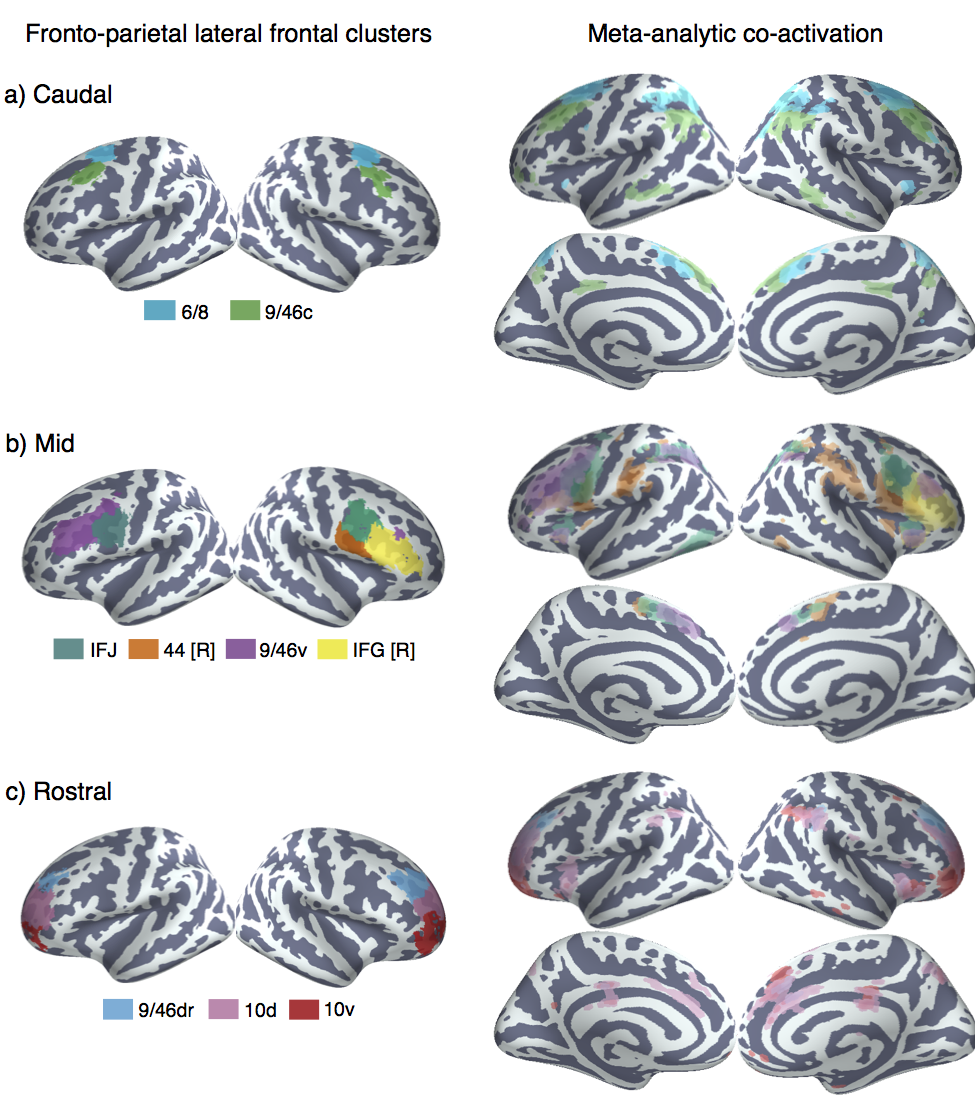 Fronto-parietal lateral frontal clusters
Meta-analytic co-activation
a) Caudal
6/8 9/46c
b) Mid
IFJ 44 [R] 9/46v IFG [R]
c) Rostral
9/46dr 10d 10v